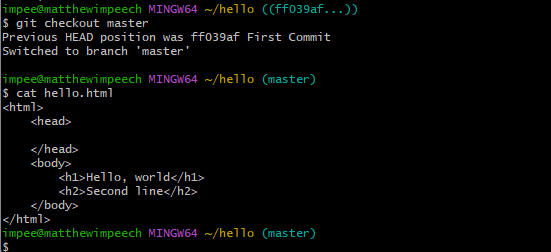 impee@matthewimpeech MINGW64 ~/hello ((ff039af...))
$ git checkout master
Previous HEAD position was ff039af First Commit
Switched to branch 'master'

impee@matthewimpeech MINGW64 ~/hello (master)
$ cat hello.html
<html>
    <head>

    </head>
    <body>
        <h1>Hello, world</h1>
        <h2>Second line</h2>
    </body>
</html>
impee@matthewimpeech MINGW64 ~/hello (master)
$